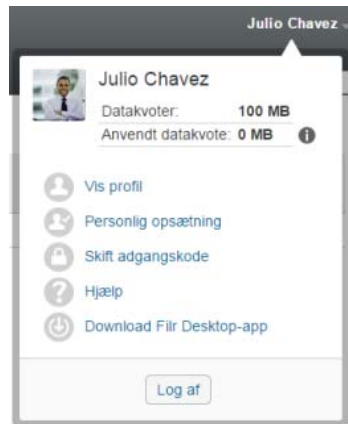 Julio Chavez
Julio Chavez
Datakvoter: 100 MB
Anvendt datakvote: 0 MB
Vis profil
Personlig opsætning
Skift adgangskode
Hjælp
Download Filr Desktop-app
Log af